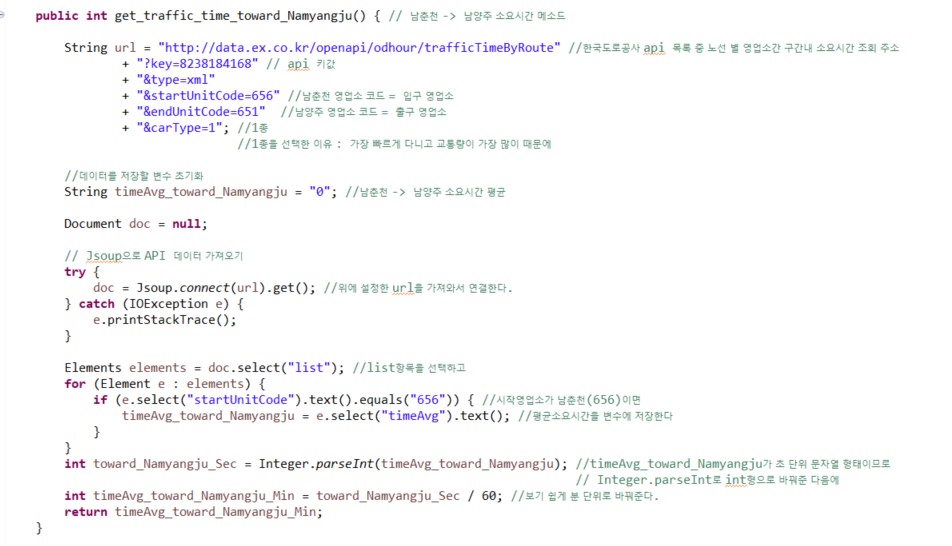 public int get_traffic_time_toward_Namyangju() { // 남춘천 -> 남양주 소요시간 메소드
String url = "http://data.ex.co.kr/openapi/odhour/trafficTimeByRoute" //한국도로공사 api 목록 중 노선 별 영업소간 구간내 소요시간 조회 주소
+ "?key=8238184168" // api 키값
+ "&type=xml"
+ "&startUnitCode=656" //남춘천 영업소 코드 = 입구 영업소
+ "&endUnitCode=651" //남양주 영업소 코드 = 출구 영업소
+ "&carType=1"; //1종
//1종을 선택한 이유 : 가장 빠르게 다니고 교통량이 가장 많이 때문에
//데이터를 저장할 변수 초기화
String timeAvg_toward_Namyangju = "0"; //남춘천 -> 남양주 소요시간 평균
Document doc = null;
// Jsoup으로 API 데이터 가져오기
try {
doc = Jsoup.connect(url).get(); //위에 설정한 url을 가져와서 연결한다.
} catch (IOException e) {
e.printStackTrace();
}
Elements elements = doc.select("list"); //list항목을 선택하고
for (Element e : elements) {
if (e.select("startUnitCode").text().equals("656")) { //시작영업소가 남춘천(656)이면
timeAvg_toward_Namyangju = e.select("timeAvg").text(); //평균소요시간을 변수에 저장한다
}
}
int toward_Namyangju_Sec = Integer.parseInt(timeAvg_toward_Namyangju); //timeAvg_toward_Namyangju가 초 단위 문자열 형태이므로
// Integer.parseInt로 int형으로 바꿔준 다음에
int timeAvg_toward_Namyangju_Min = toward_Namyangju_Sec / 60; //보기 쉽게 분 단위로 바꿔준다.
return timeAvg_toward_Namyangju_Min;
}